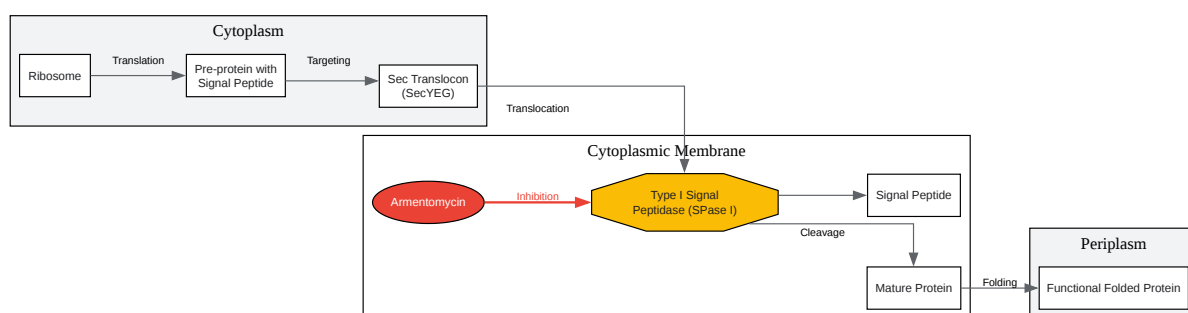 Cytoplasm
Ribosome
Translation
Pre-protein with
Signal Peptide
Targeting
Sec Translocon
(SecYEG)
Translocation
Cytoplasmic Membrane
Armentomycin
Inhibition
Type I Signal
Peptidase (SPase I)
Signal Peptide
Cleavage
Mature Protein
Folding
Periplasm
Functional Folded Protein